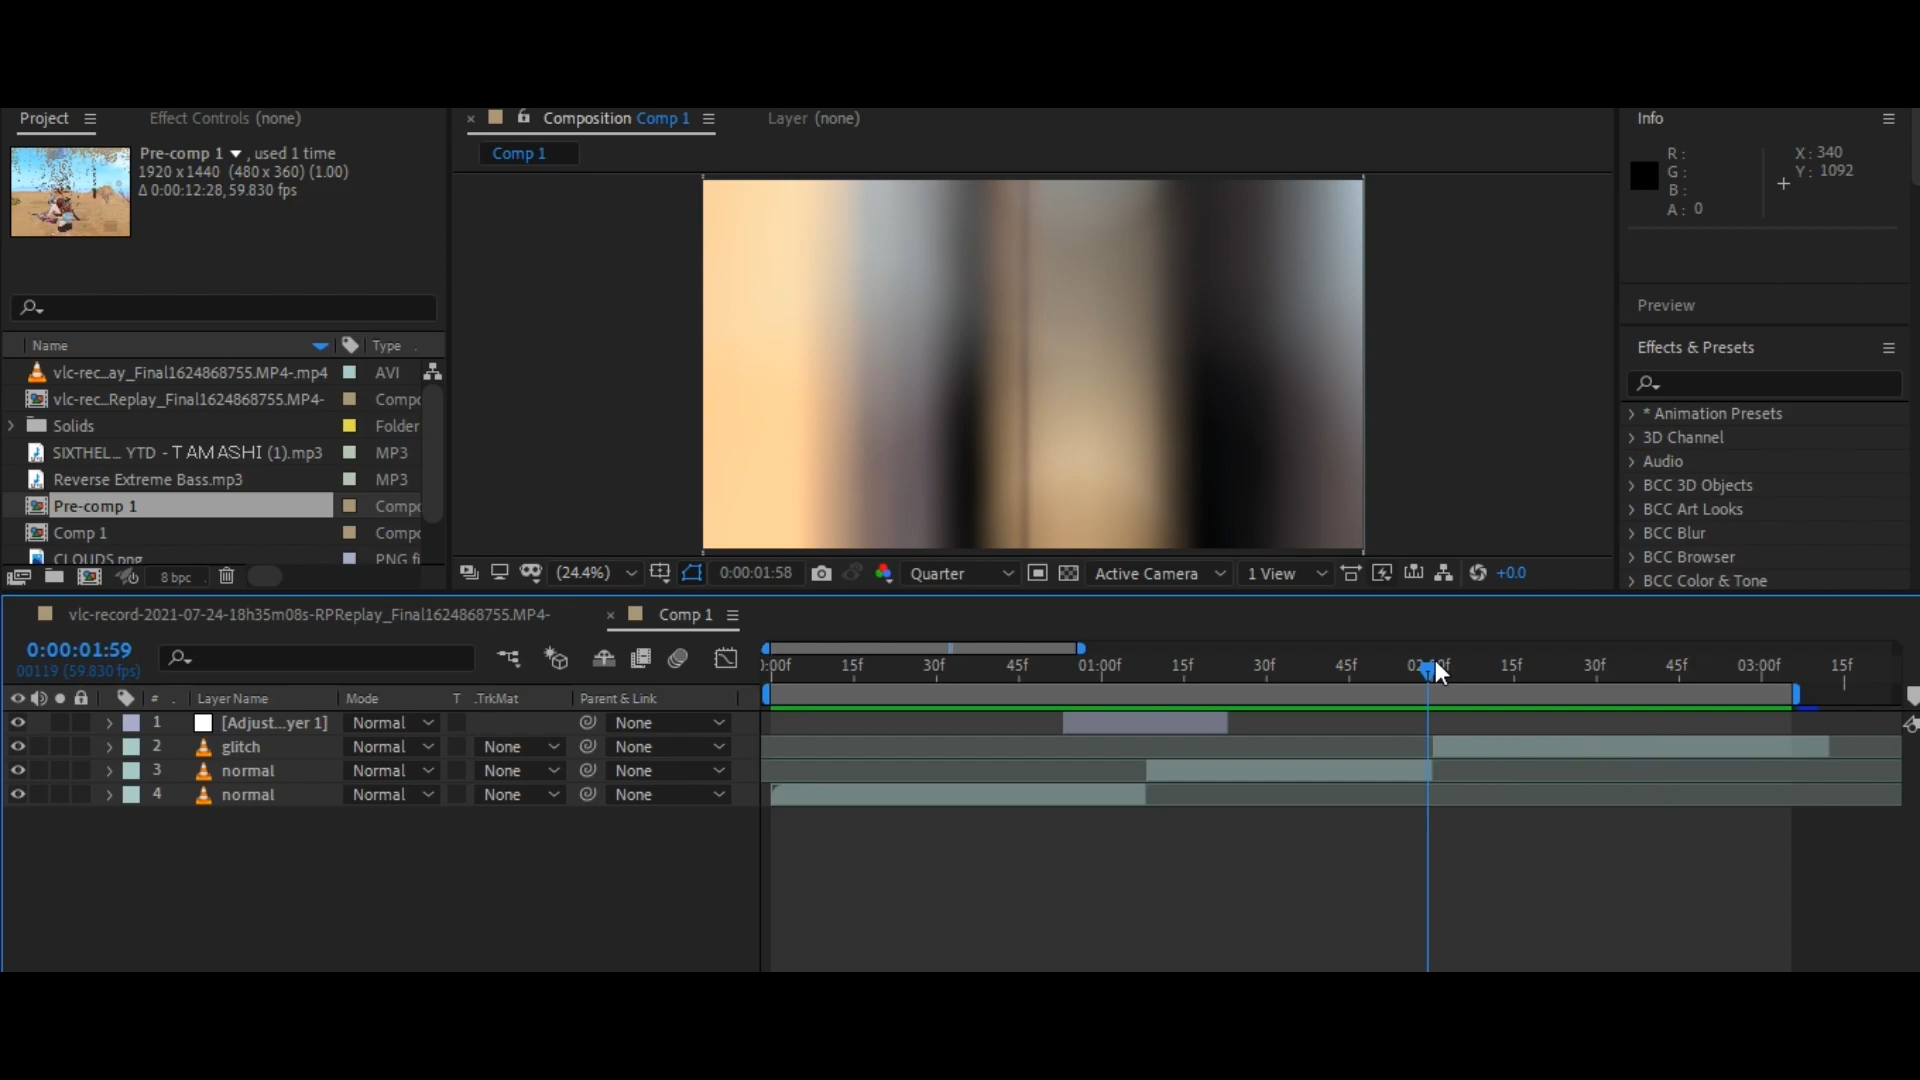 Project
Effect Controls (none)
Composition Comp 1
Layer (none)
Info
Pre-comp 1 , used 1 time
1920 x 1440 (480 x 360) (1.00)
Δ 0:00:12:28, 59.830 fps
Comp 1
R :
G :
B :
A : 0
X : 340
Y : 1092
Preview
Effects & Presets
Name
Type
vlc-rec...ay_Final1624868755.MP4-.mp4
AVI
vlc-rec...Replay_Final1624868755.MP4-
Compo
Solids
Folder
SIXTHEL... YTD - T AMASHI (1).mp3
MP3
Reverse Extreme Bass.mp3
MP3
Pre-comp 1
Compo
Comp 1
Compo
CLOUDS.png
PNG fi
* Animation Presets
3D Channel
Audio
BCC 3D Objects
BCC Art Looks
BCC Blur
BCC Browser
BCC Color & Tone
8 bpc
(24.4%)
0:00:01:58
Quarter
Active Camera
1 View
+0.0
vlc-record-2021-07-24-18h35m08s-RPReplay_Final1624868755.MP4-
Comp 1
0:00:01:59
00119 (59.830 fps)
:00f 15f 30f 45f 01:00f 15f 30f 45f 15f 30f 45f 03:00f 15f
# Layer Name Mode T .TrkMat Parent & Link
1 [Adjust...yer 1] Normal None
2 glitch Normal None None
3 normal Normal None None
4 normal Normal None None